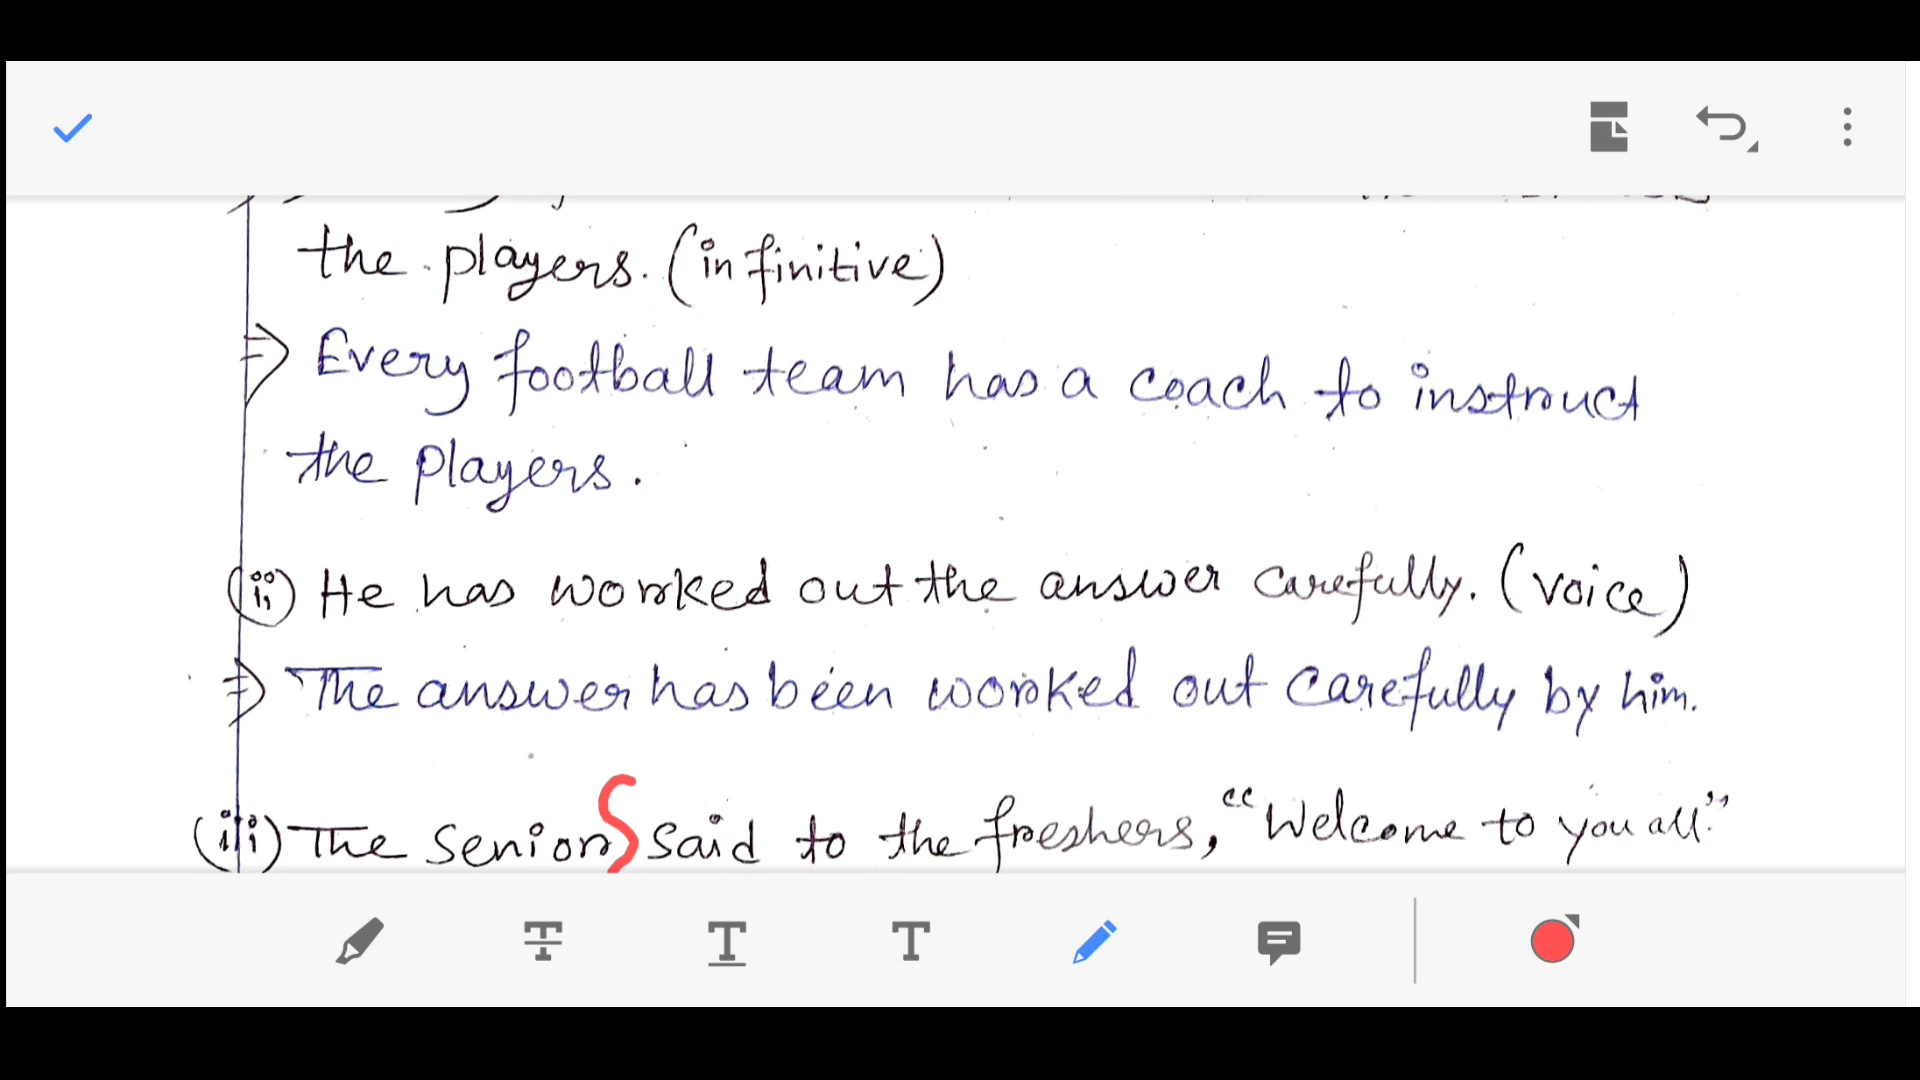 the players. (infinitive)
⇒ Every football team has a coach to instruct
the players.
(ii) He has worked out the answer carefully. (voice)
⇒ The answer has been worked out carefully by him.
(iii) The seniors said to the freshers, "Welcome to you all."